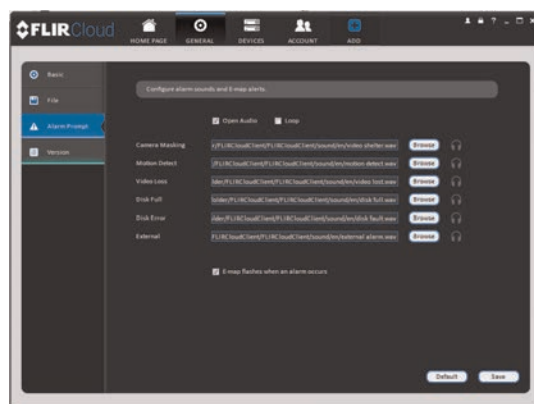 FLIRCloud
HOME PAGE GENERAL DEVICES ACCOUNT ADD
Basic
File
Alarm Prompt
Version
Configure alarm sounds and E-map alerts.
Open Audio Loop
Camera Masking r/FLIRCloudClient/FLIRCloudClient/sound/en/video shelter.wav Browse
Motion Detect /FLIRCloudClient/FLIRCloudClient/sound/en/motion detect.wav Browse
Video Loss lder/FLIRCloudClient/FLIRCloudClient/sound/en/video lost.wav Browse
Disk Full older/FLIRCloudClient/FLIRCloudClient/sound/en/disk full.wav Browse
Disk Error lder/FLIRCloudClient/FLIRCloudClient/sound/en/disk fault.wav Browse
External FLIRCloudClient/FLIRCloudClient/sound/en/external alarm.wav Browse
E-map flashes when an alarm occurs
Default Save